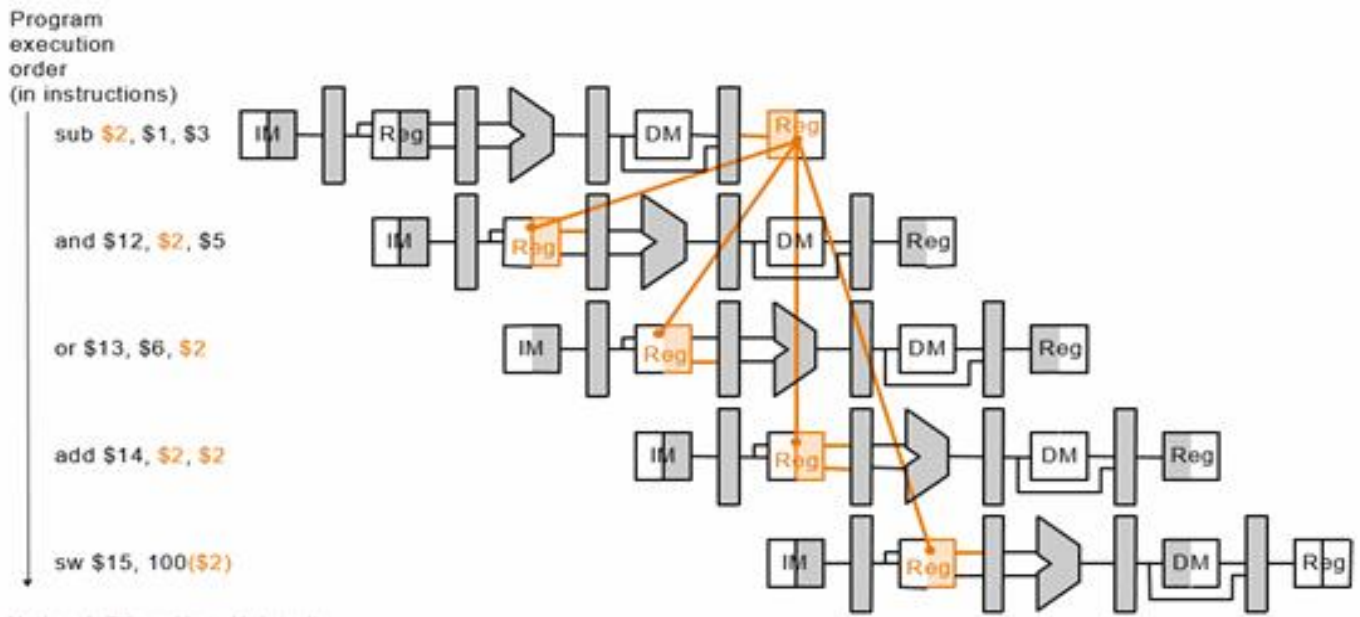 Program
execution
order
(in instructions)
sub $2, $1, $3 IM Reg DM Reg
and $12, $2, $5 IM Reg DM Reg
or $13, $6, $2 IM Reg DM Reg
add $14, $2, $2 IM Reg DM Reg
sw $15, 100($2) IM Reg DM Reg